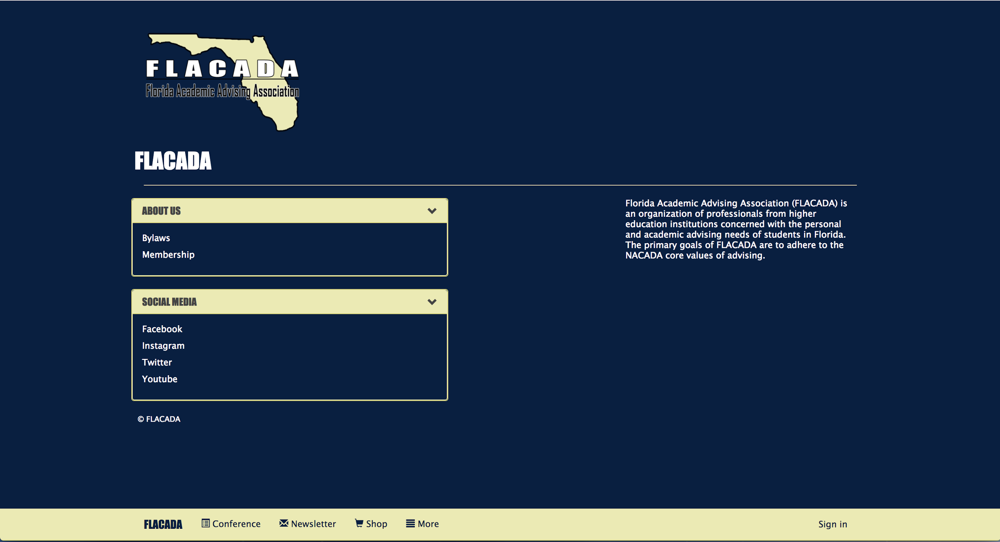 FLACADA
Florida Academic Advising Association
FLACADA
ABOUT US
Bylaws
Membership
SOCIAL MEDIA
Facebook
Instagram
Twitter
Youtube
© FLACADA
Florida Academic Advising Association (FLACADA) is
an organization of professionals from higher
education institutions concerned with the personal
and academic advising needs of students in Florida.
The primary goals of FLACADA are to adhere to the
NACADA core values of advising.
FLACADA Conference Newsletter Shop More Sign in